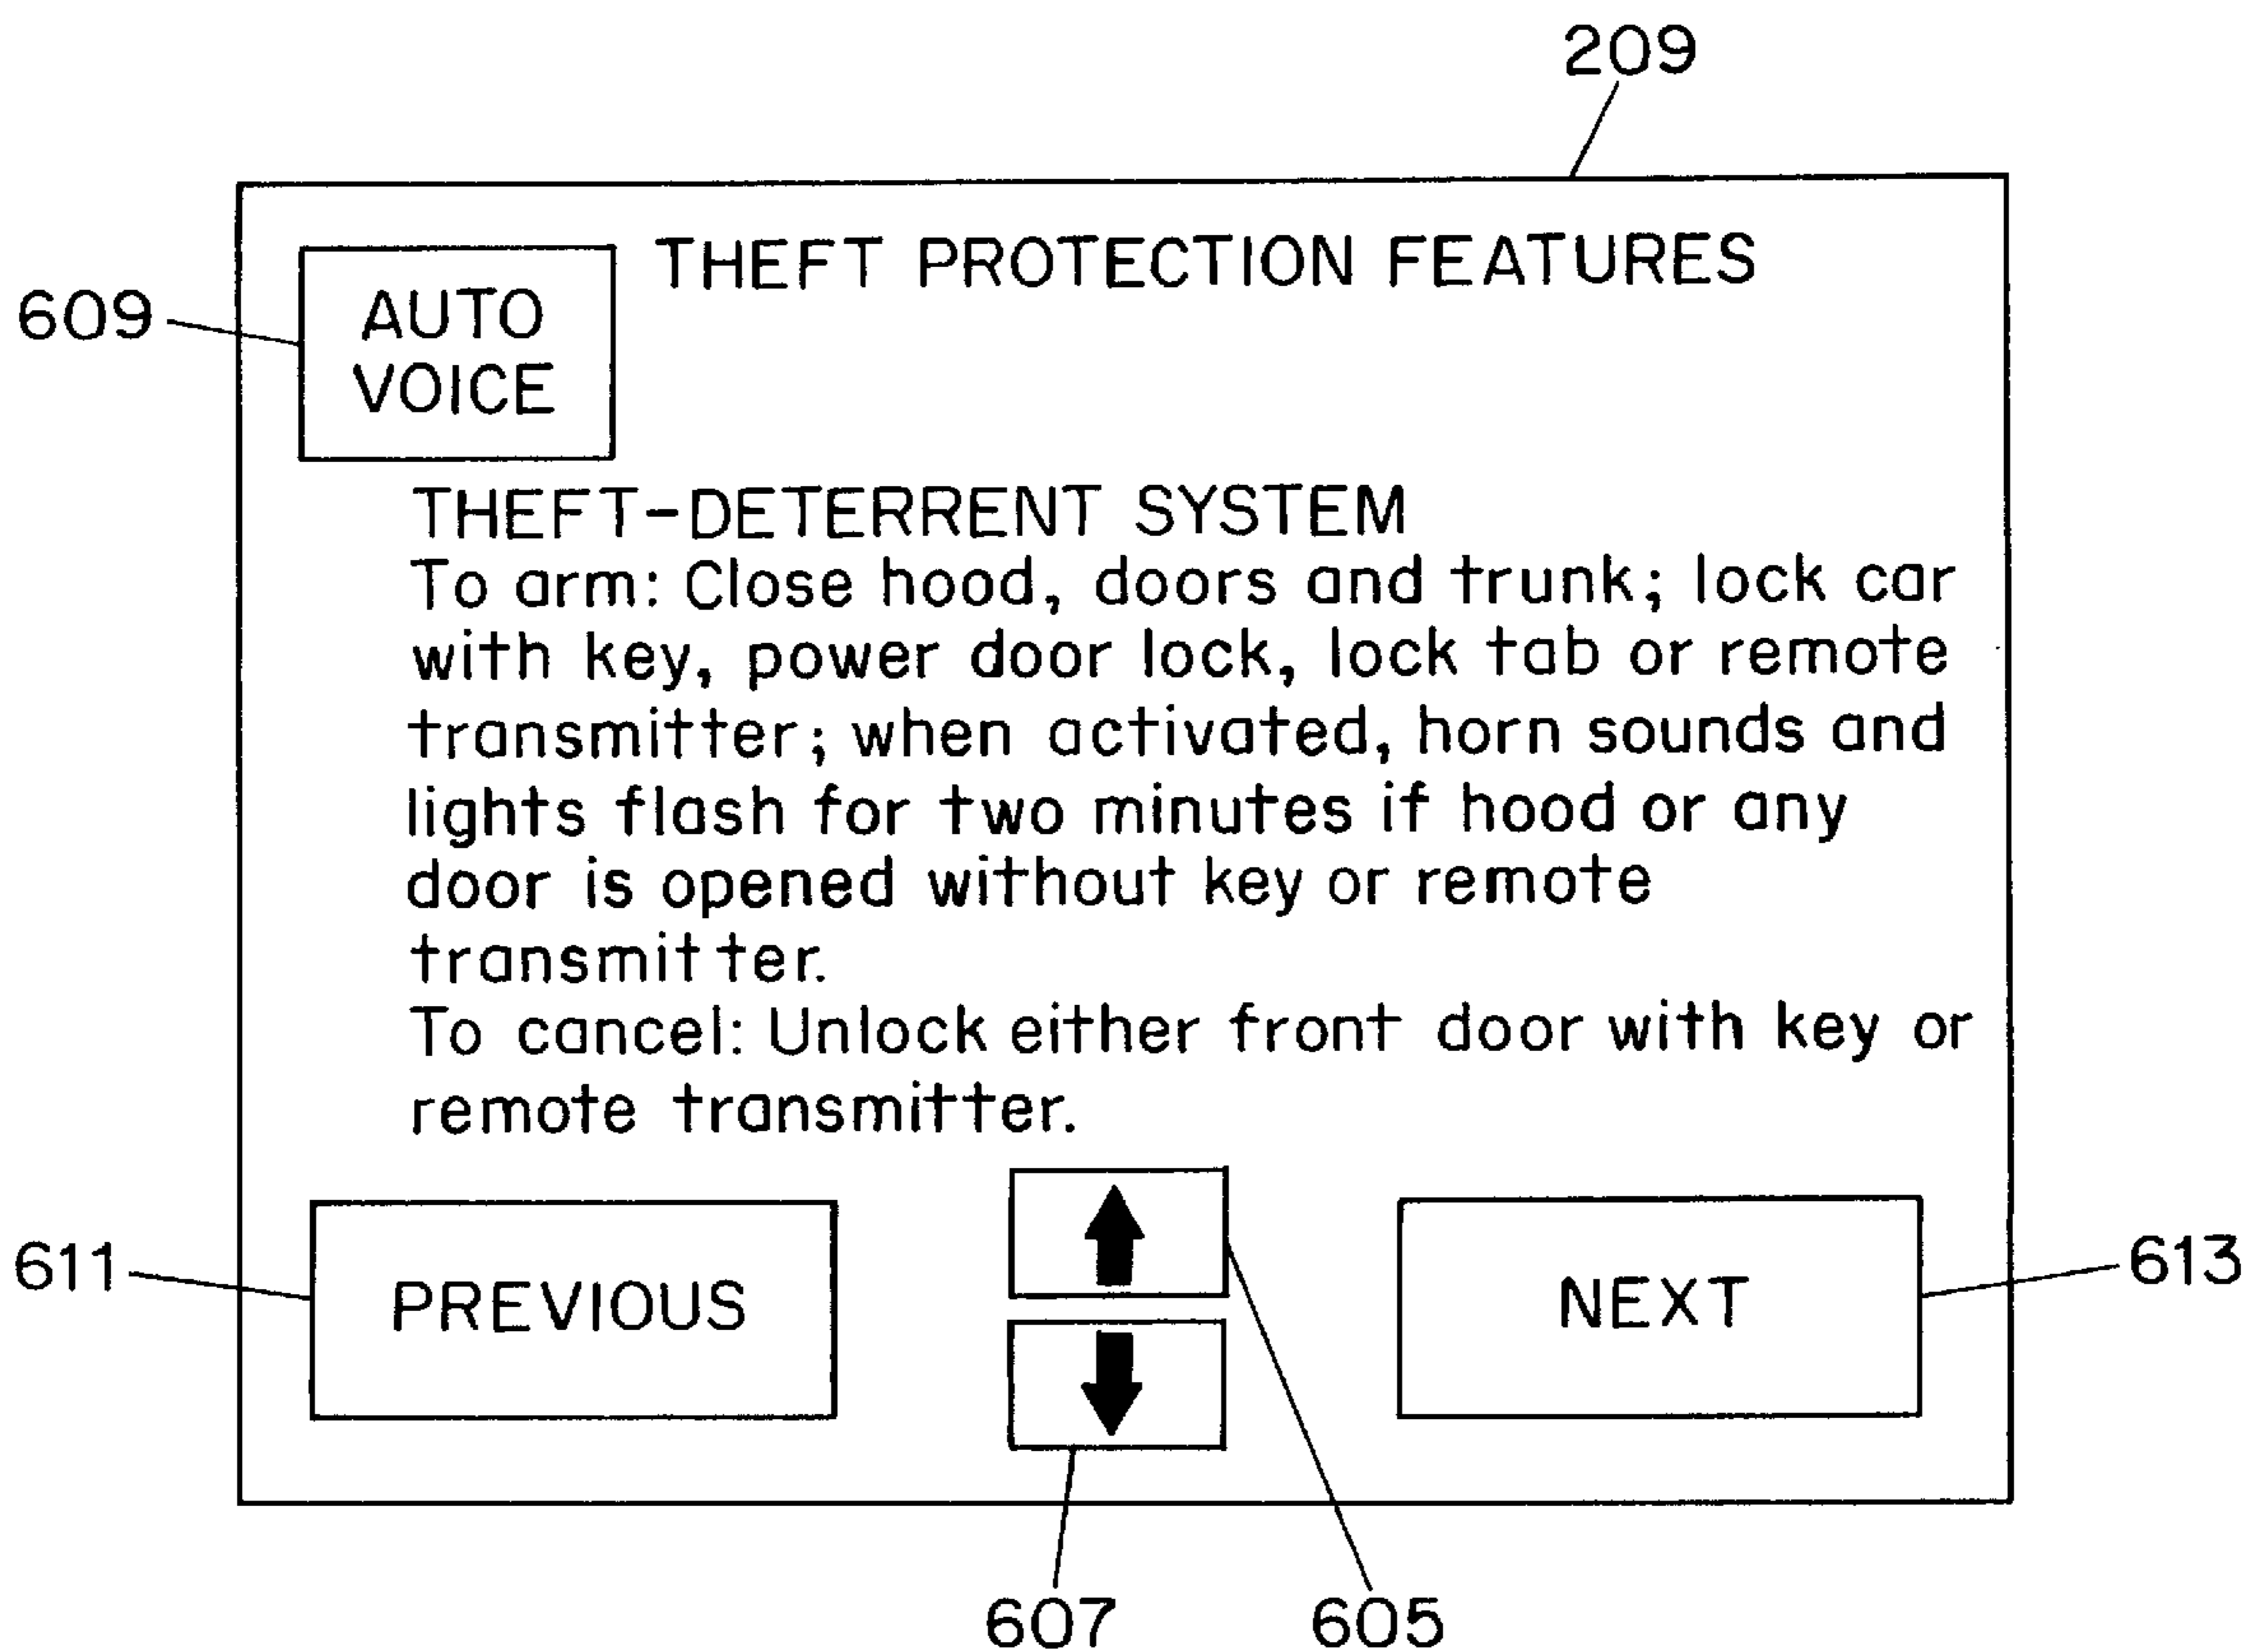 209
THEFT PROTECTION FEATURES
609
AUTO
VOICE
THEFT-DETERRENT SYSTEM
To arm: Close hood, doors and trunk; lock car
with key, power door lock, lock tab or remote
transmitter; when activated, horn sounds and
lights flash for two minutes if hood or any
door is opened without key or remote
transmitter.
To cancel: Unlock either front door with key or
remote transmitter.
611
PREVIOUS
NEXT
613
607
605